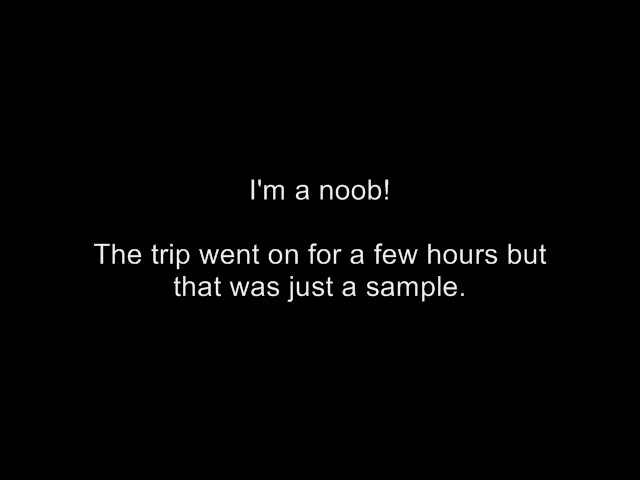 I'm a noob!
The trip went on for a few hours but
that was just a sample.